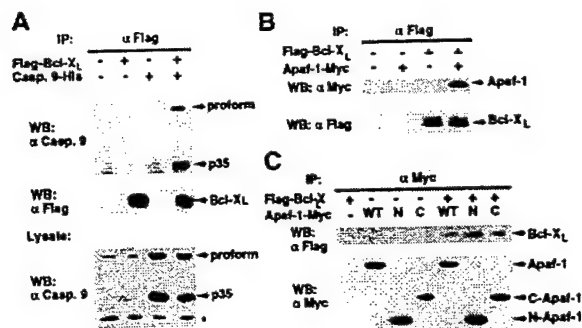 A
IP: α Flag
Flag-Bcl-XL - + - +
Casp. 9-His - - + +
WB: α Casp. 9
proform
p35
WB: α Flag
Bcl-XL
Lysate:
WB: α Casp. 9
proform
p35
*
B
IP: α Flag
Flag-Bcl-XL - - + +
Apaf-1-Myc - + - +
WB: α Myc
Apaf-1
WB: α Flag
Bcl-XL
C
IP: α Myc
Flag-Bcl-X + - - - + + +
Apaf-1-Myc - WT N C WT N C
WB: α Flag
Bcl-XL
WB: α Myc
Apaf-1
C-Apaf-1
N-Apaf-1